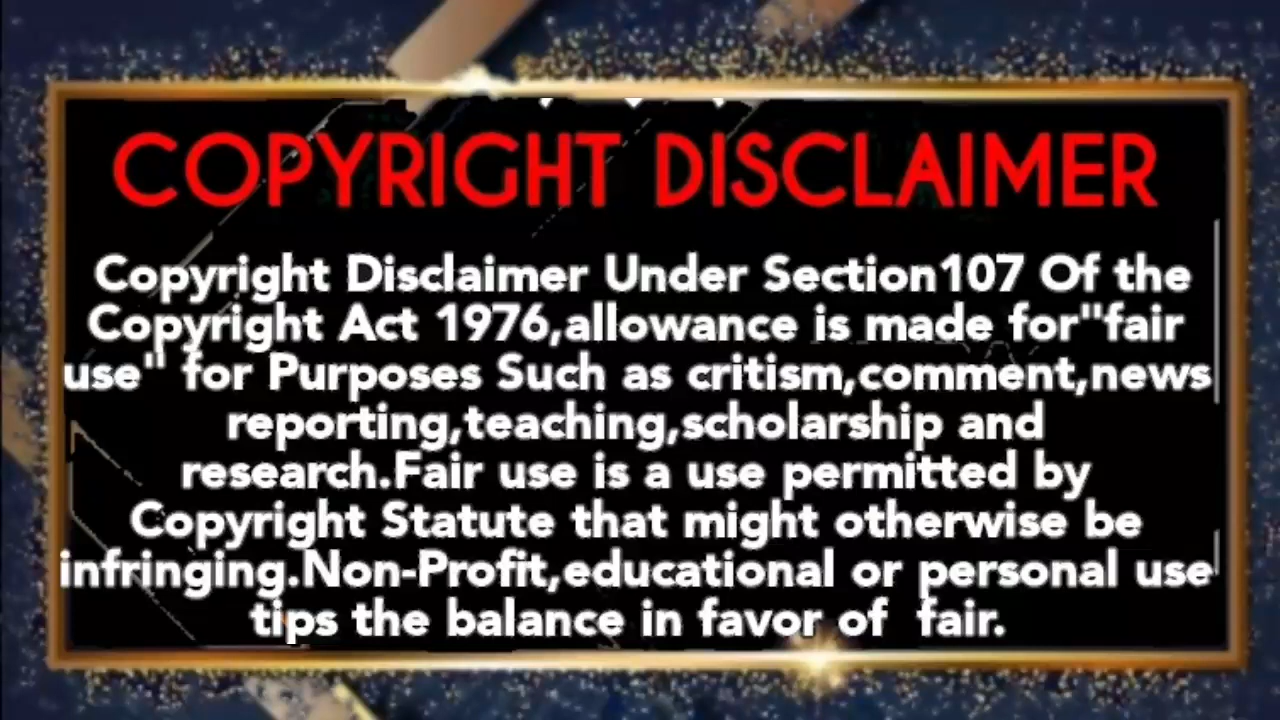 COPYRIGHT DISCLAIMER
Copyright Disclaimer Under Section107 Of the
Copyright Act 1976,allowance is made for"fair
use" for Purposes Such as critism,comment,news
reporting,teaching,scholarship and
research.Fair use is a use permitted by
Copyright Statute that might otherwise be
infringing.Non-Profit,educational or personal use
tips the balance in favor of  fair.